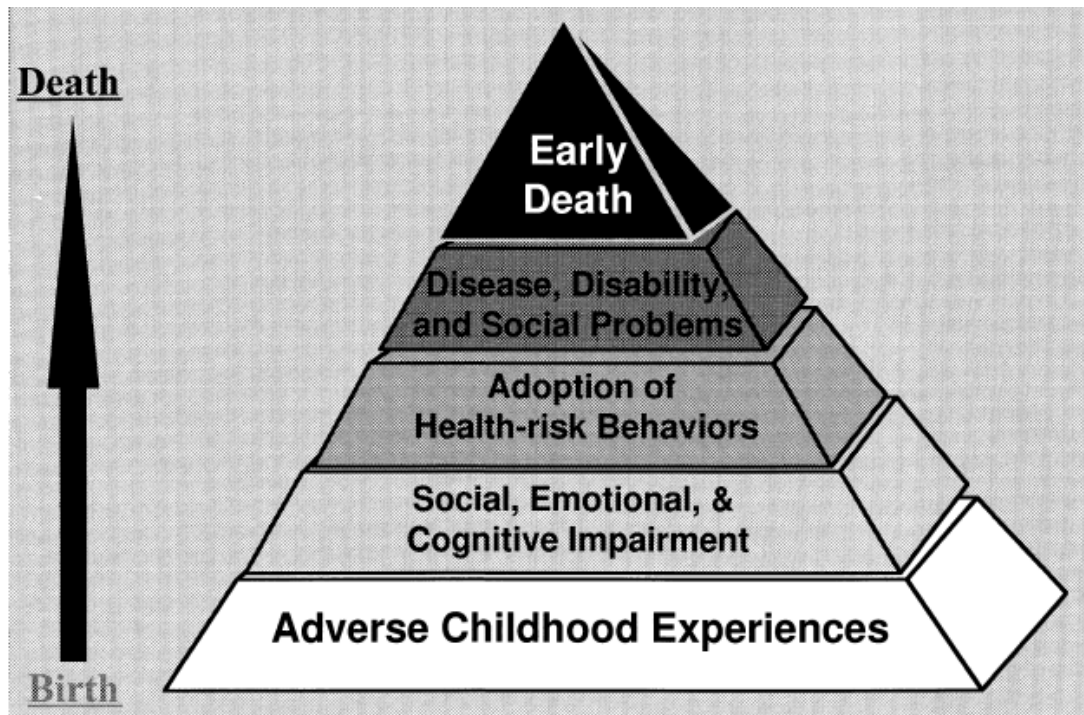 Death
Early
Death
Disease, Disability,
and Social Problems
Adoption of
Health-risk Behaviors
Social, Emotional, &
Cognitive Impairment
Adverse Childhood Experiences
Birth